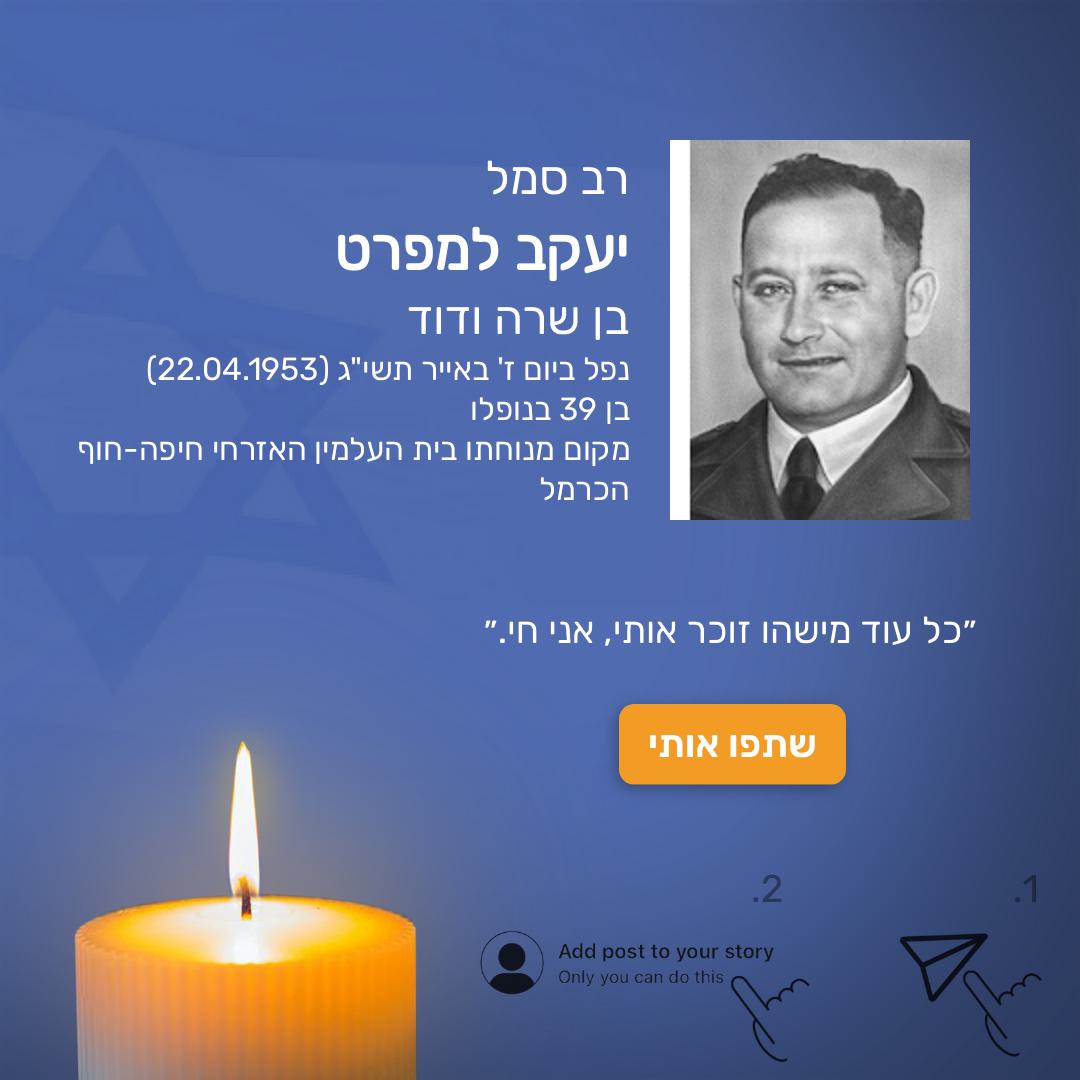 רב סמל
יעקב למפרט
בן שרה ודוד
נפל ביום ז' באייר תשי"ג (22.04.1953)
בן 39 בנופלו
מקום מנוחתו בית העלמין האזרחי חיפה-חוף
הכרמל
״כל עוד מישהו זוכר אותי, אני חי.״
שתפו אותי
1.
2.
Add post to your story
Only you can do this